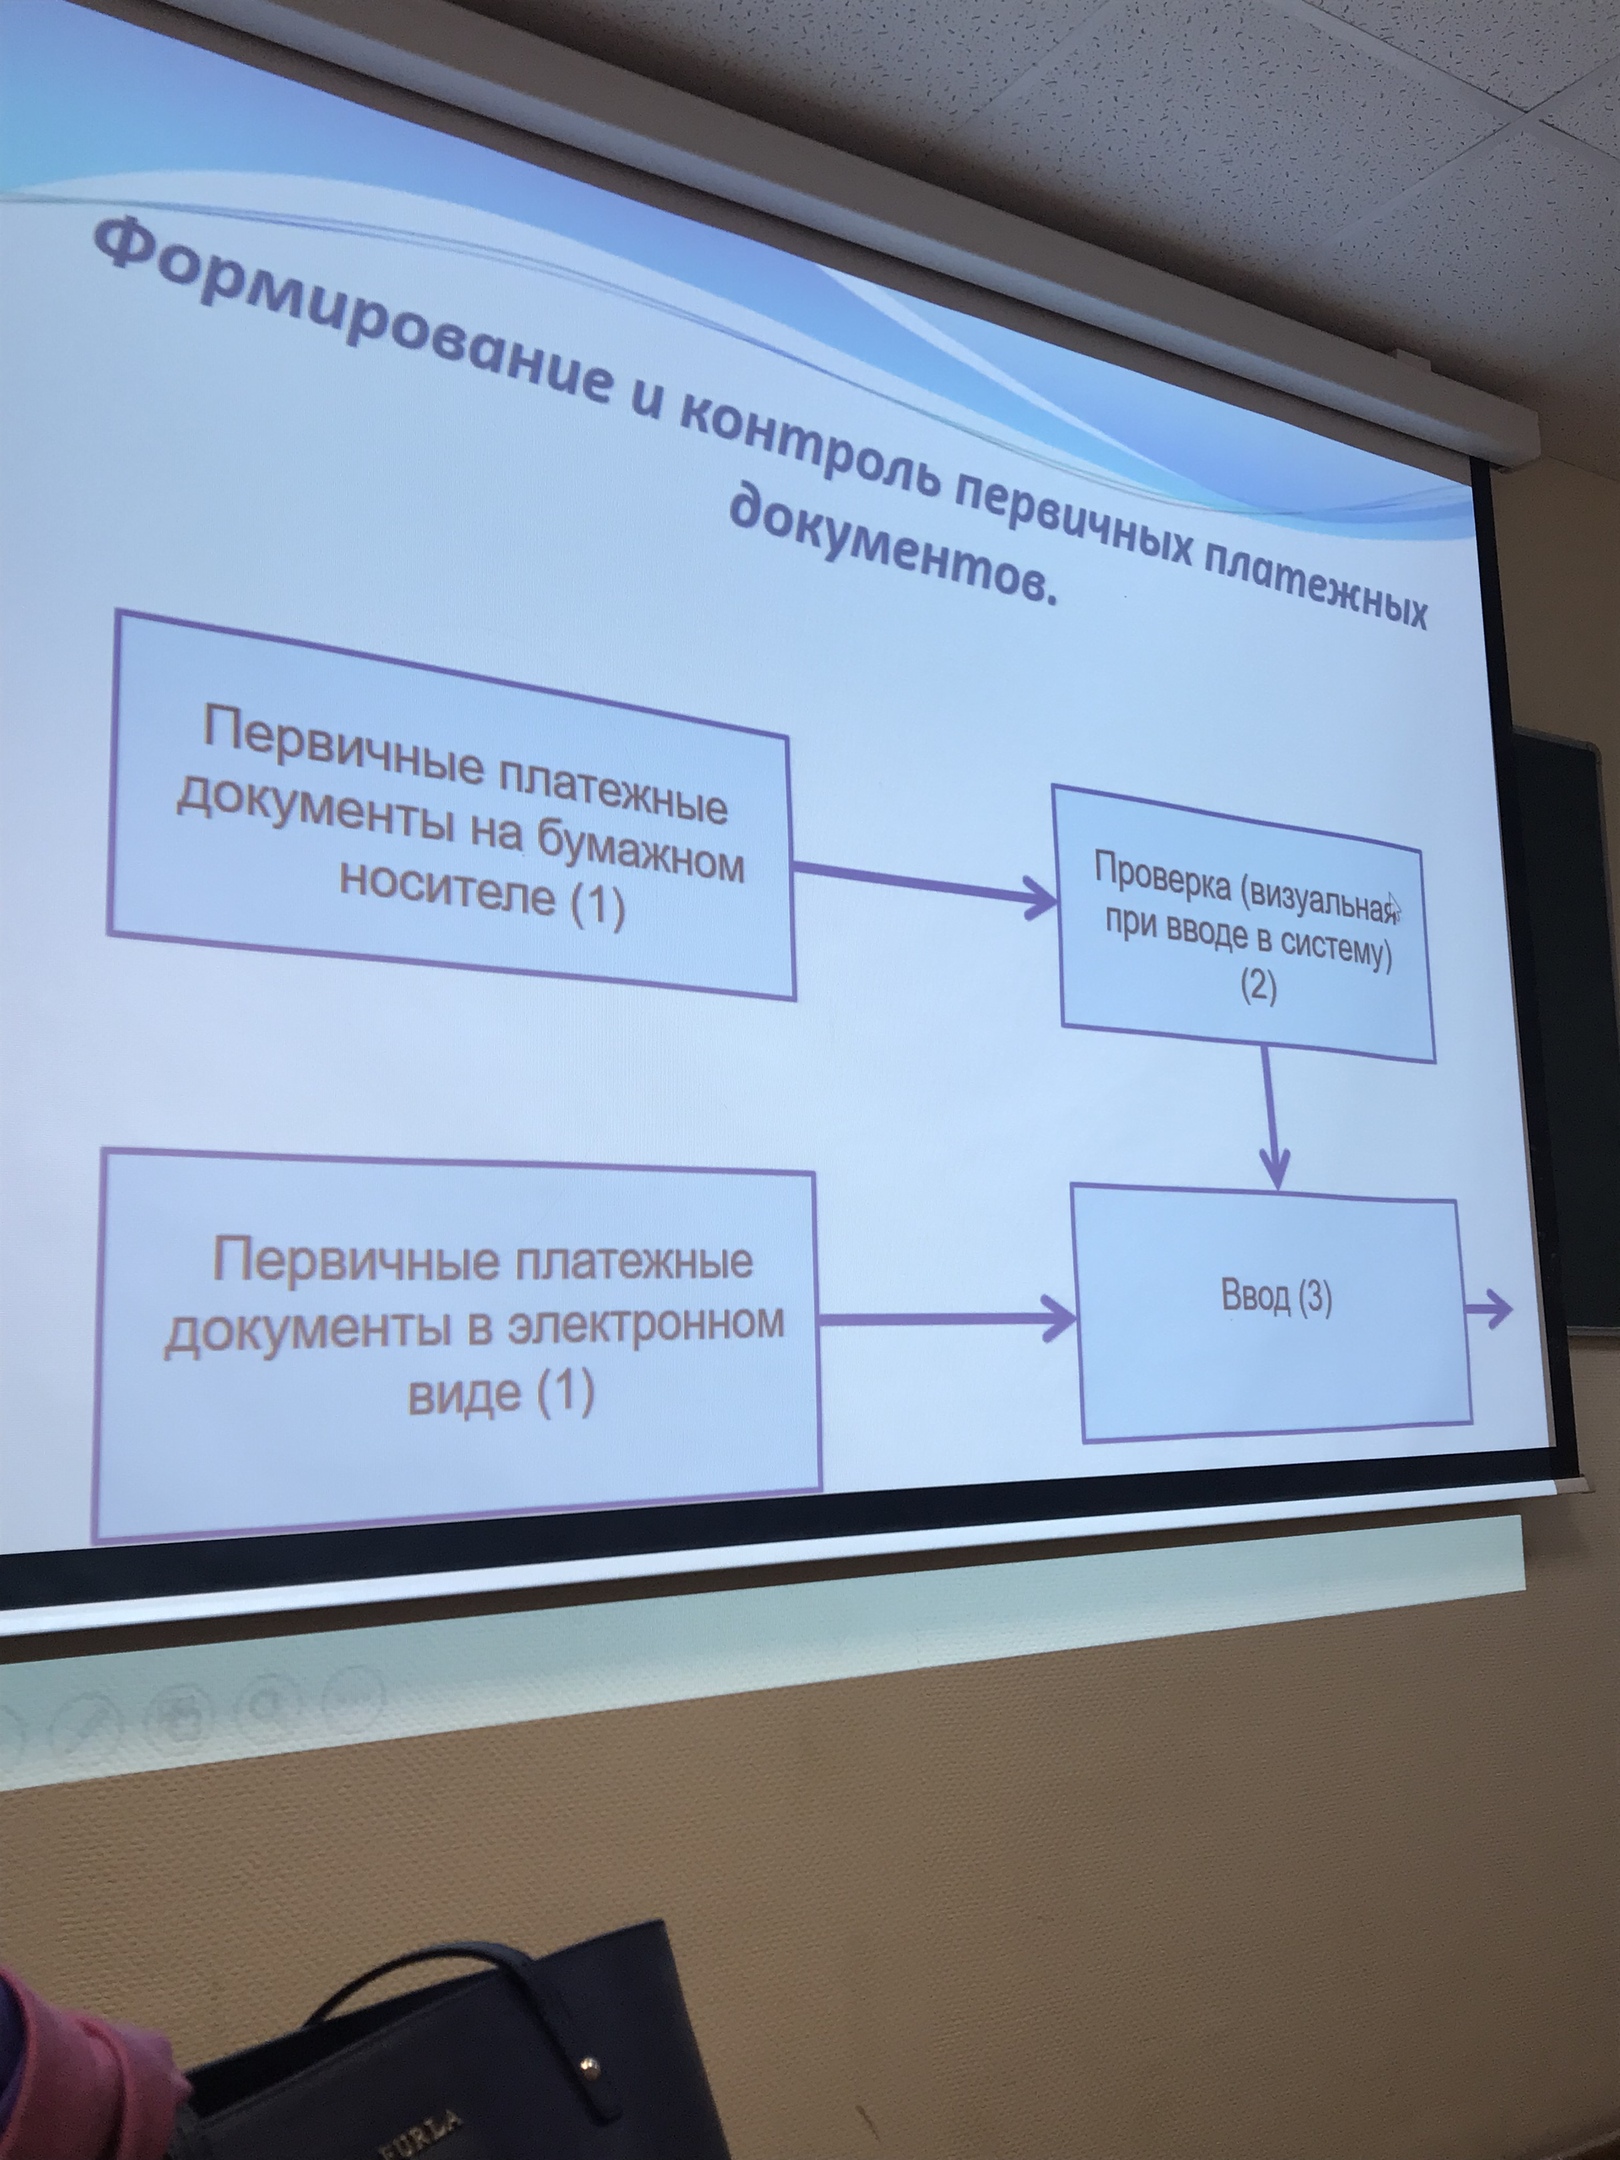 Формирование и контроль первичных платежных
документов.
Первичные платежные
документы на бумажном
носителе (1)
Проверка (визуальная
при вводе в систему)
(2)
Первичные платежные
документы в электронном
виде (1)
Ввод (3)
FURLA